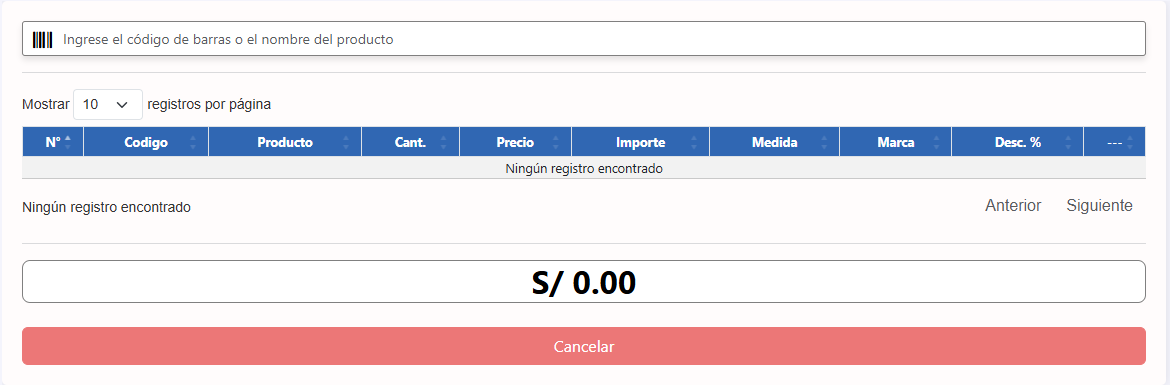 Ingrese el código de barras o el nombre del producto
Mostrar 10 registros por página
N° Codigo Producto Cant. Precio Importe Medida Marca Desc. % ---
Ningún registro encontrado
Ningún registro encontrado Anterior Siguiente
S/ 0.00
Cancelar